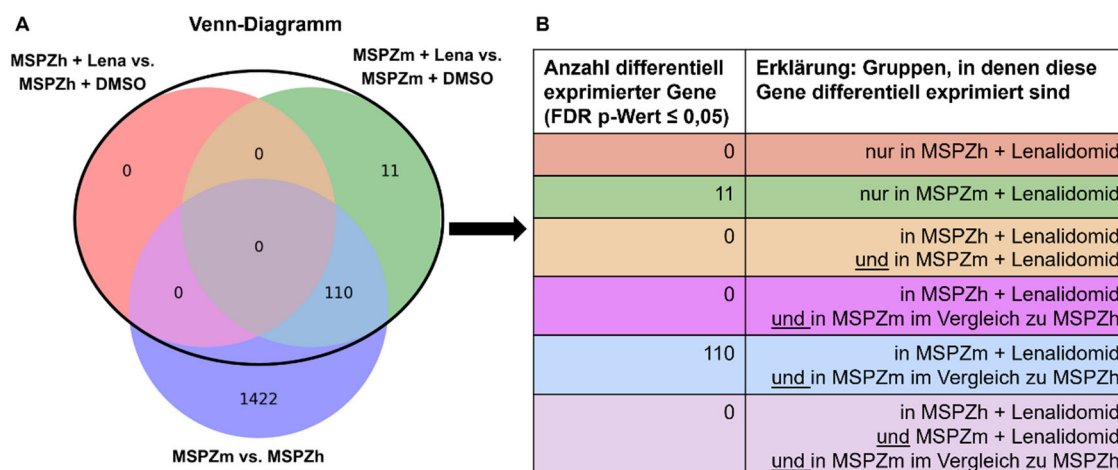 A
Venn-Diagramm
MSPZh + Lena vs.
MSPZh + DMSO
MSPZm + Lena vs.
MSPZm + DMSO
0
0
11
0
0
110
1422
MSPZm vs. MSPZh
B
Anzahl differentiell
exprimierter Gene
(FDR p-Wert ≤ 0,05)
Erklärung: Gruppen, in denen diese
Gene differentiell exprimiert sind
0
nur in MSPZh + Lenalidomid
11
nur in MSPZm + Lenalidomid
0
in MSPZh + Lenalidomid
und in MSPZm + Lenalidomid
0
in MSPZh + Lenalidomid
und in MSPZm im Vergleich zu MSPZh
110
in MSPZm + Lenalidomid
und in MSPZm im Vergleich zu MSPZh
0
in MSPZh + Lenalidomid
und MSPZm + Lenalidomid
und in MSPZm im Vergleich zu MSPZh